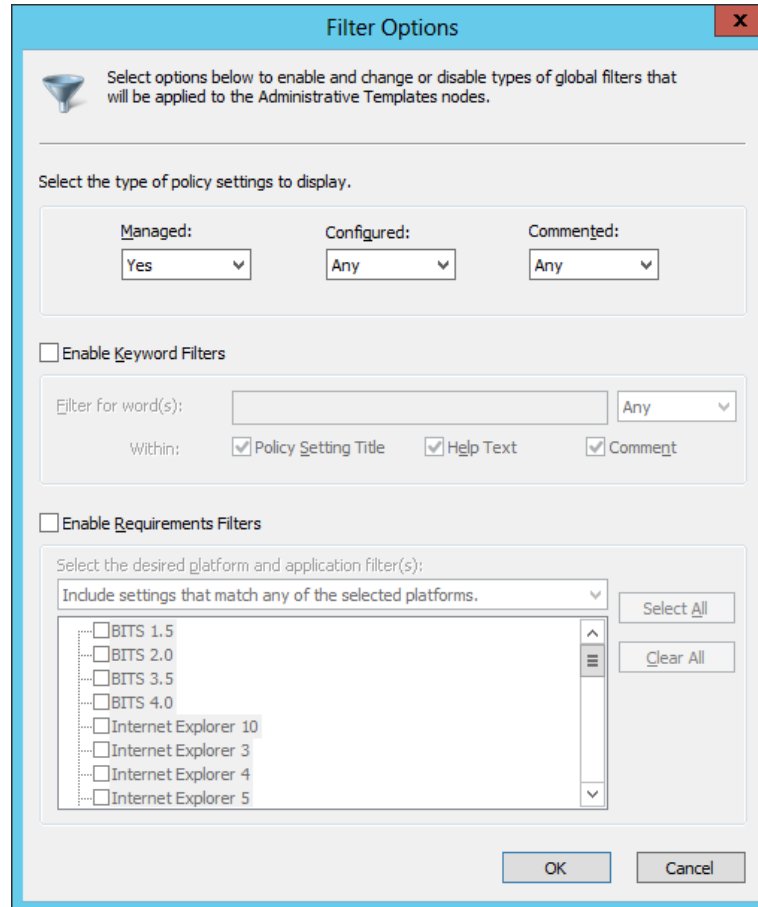 Filter Options
x
Select options below to enable and change or disable types of global filters that
will be applied to the Administrative Templates nodes.
Select the type of policy settings to display.
Managed: Configured: Commented:
Yes Any Any
Enable Keyword Filters
Filter for word(s): Any
Within: Policy Setting Title Help Text Comment
Enable Requirements Filters
Select the desired platform and application filter(s):
Include settings that match any of the selected platforms.
Select All
BITS 1.5
BITS 2.0
Clear All
BITS 3.5
BITS 4.0
Internet Explorer 10
Internet Explorer 3
Internet Explorer 4
Internet Explorer 5
OK Cancel